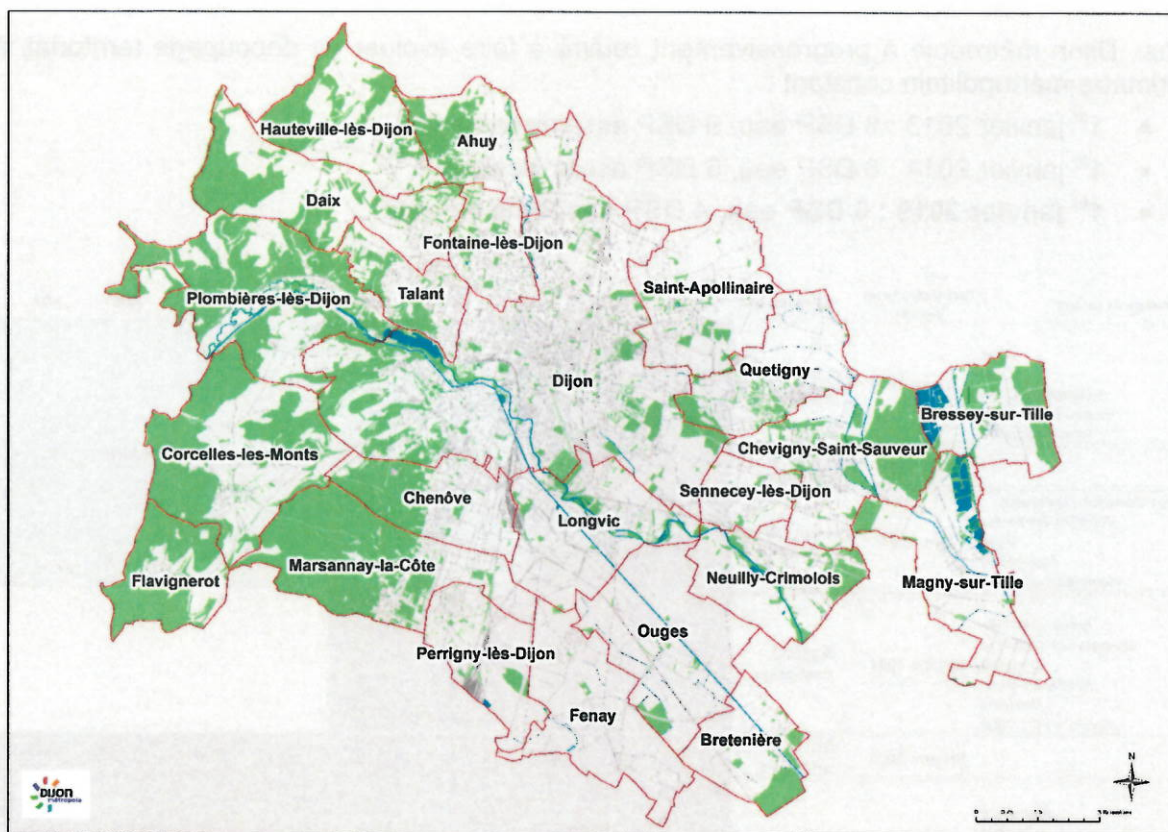 Hauteville-lès-Dijon
Ahuy
Daix
Fontaine-lès-Dijon
Saint-Apollinaire
Plombières-lès-Dijon
Talant
Quetigny
Dijon
Bressey-sur-Tille
Corcelles-les-Monts
Chevigny-Saint-Sauveur
Chenôve
Sennecey-lès-Dijon
Longvic
Marsannay-la-Côte
Flavignerot
Neuilly-Crimolois
Magny-sur-Tille
Ouges
Perrigny-lès-Dijon
Fenay
Bretenière
N
DIJON
métropole